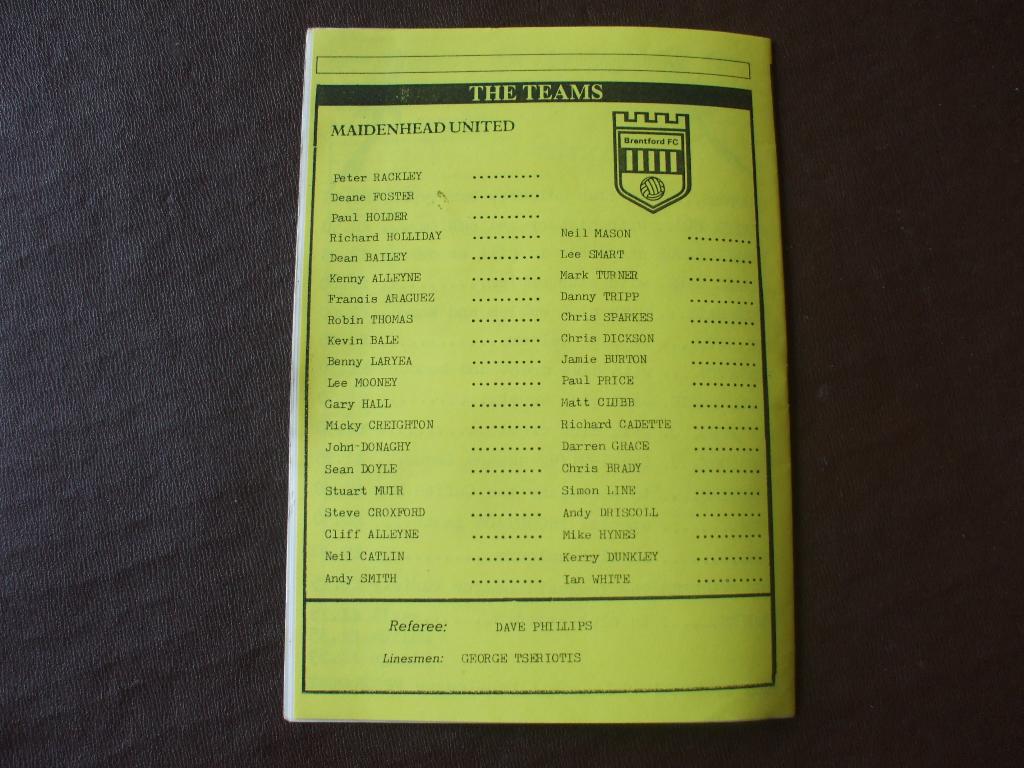 THE TEAMS
MAIDENHEAD UNITED
Brentford FC
Peter RACKLEY ..........
Deane FOSTER ..........
Paul HOLDER ..........
Richard HOLLIDAY ..........
Dean BAILEY ..........
Kenny ALLEYNE ..........
Francis ARAGUEZ ..........
Robin THOMAS ..........
Kevin BALE ..........
Benny LARYEA ..........
Lee MOONEY ..........
Gary HALL ..........
Micky CREIGHTON ..........
John DONAGHY ..........
Sean DOYLE ..........
Stuart MUIR ..........
Steve CROXFORD ..........
Cliff ALLEYNE ..........
Neil CATLIN ..........
Andy SMITH ..........
Neil MASON ..........
Lee SMART ..........
Mark TURNER ..........
Danny TRIPP ..........
Chris SPARKES ..........
Chris DICKSON ..........
Jamie BURTON ..........
Paul PRICE ..........
Matt CLUBB ..........
Richard CADETTE ..........
Darren GRACE ..........
Chris BRADY ..........
Simon LINE ..........
Andy DRISCOLL ..........
Mike HYNES ..........
Kerry DUNKLEY ..........
Ian WHITE ..........
Referee: DAVE PHILLIPS
Linesmen: GEORGE TSERIOTIS